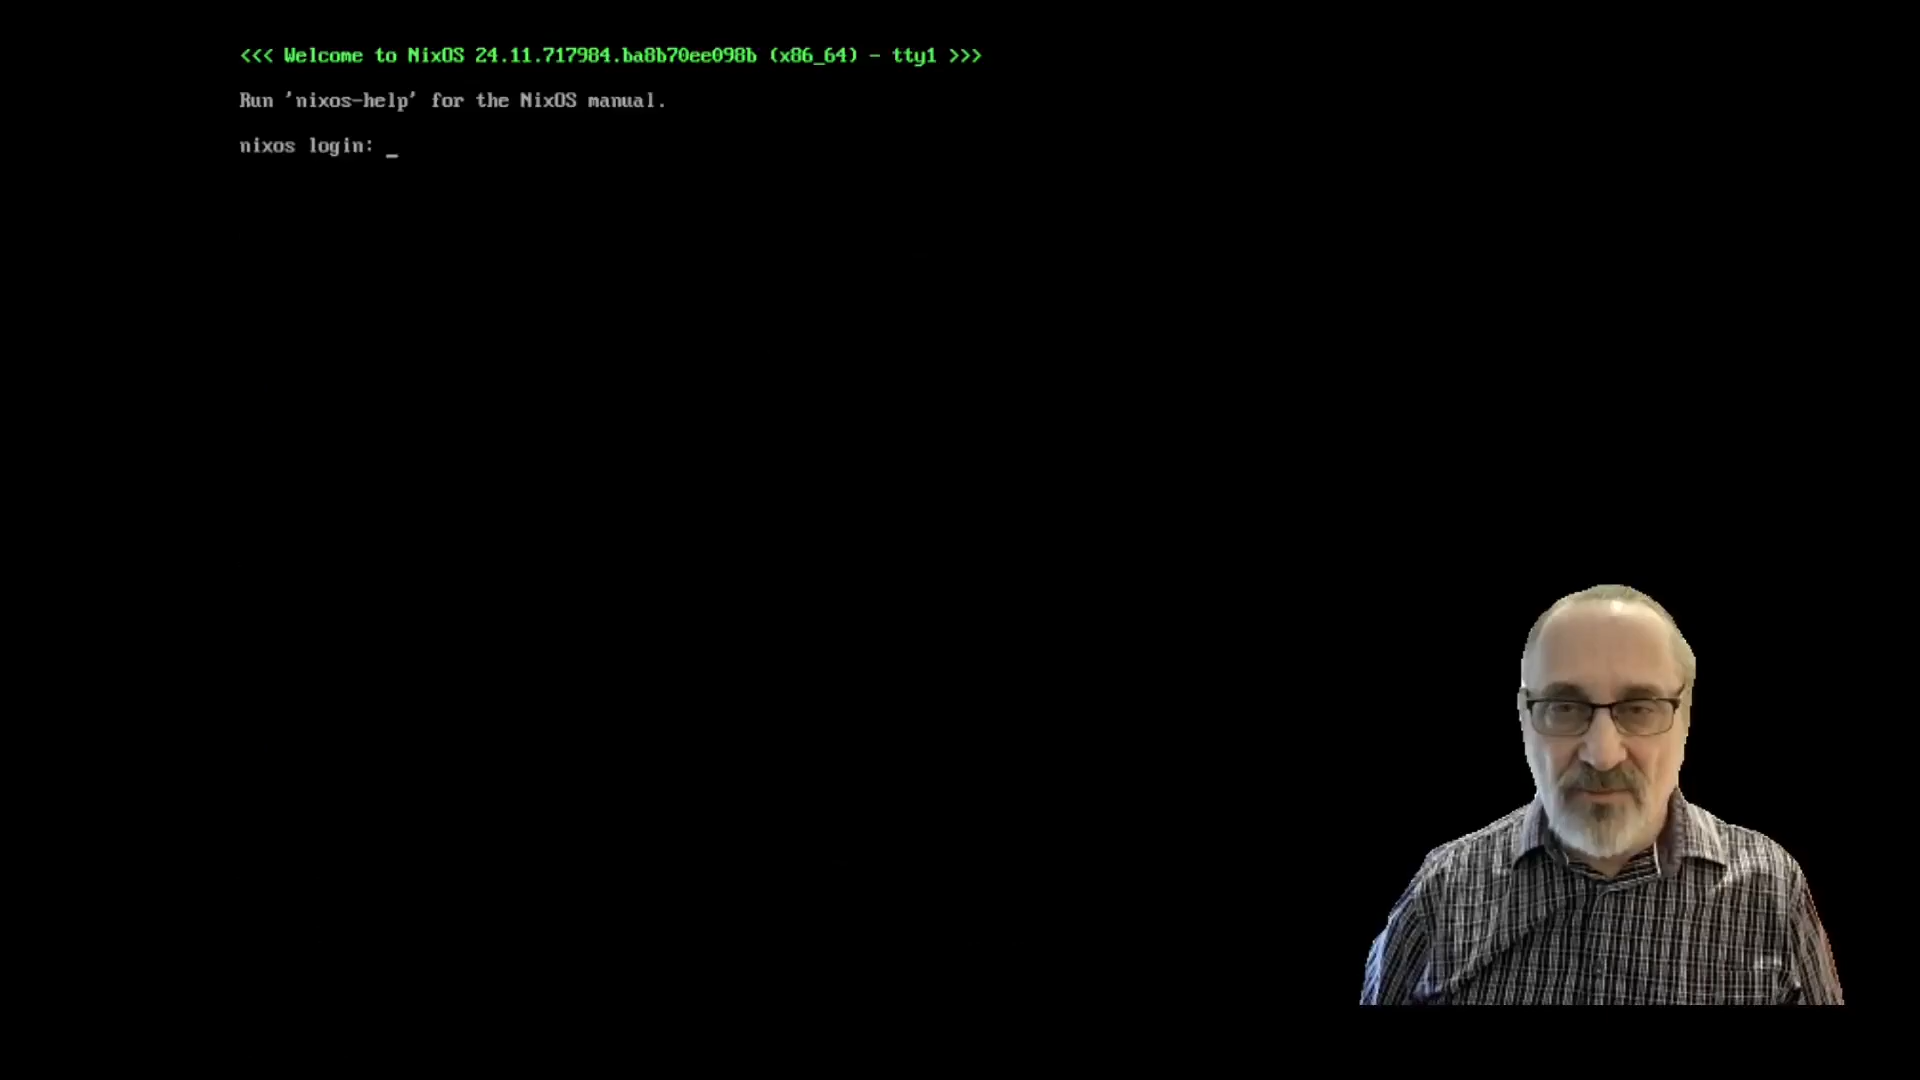 <<< Welcome to NixOS 24.11.717984.ba8b70ee098b (x86_64) - tty1 >>>
Run 'nixos-help' for the NixOS manual.
nixos login: _